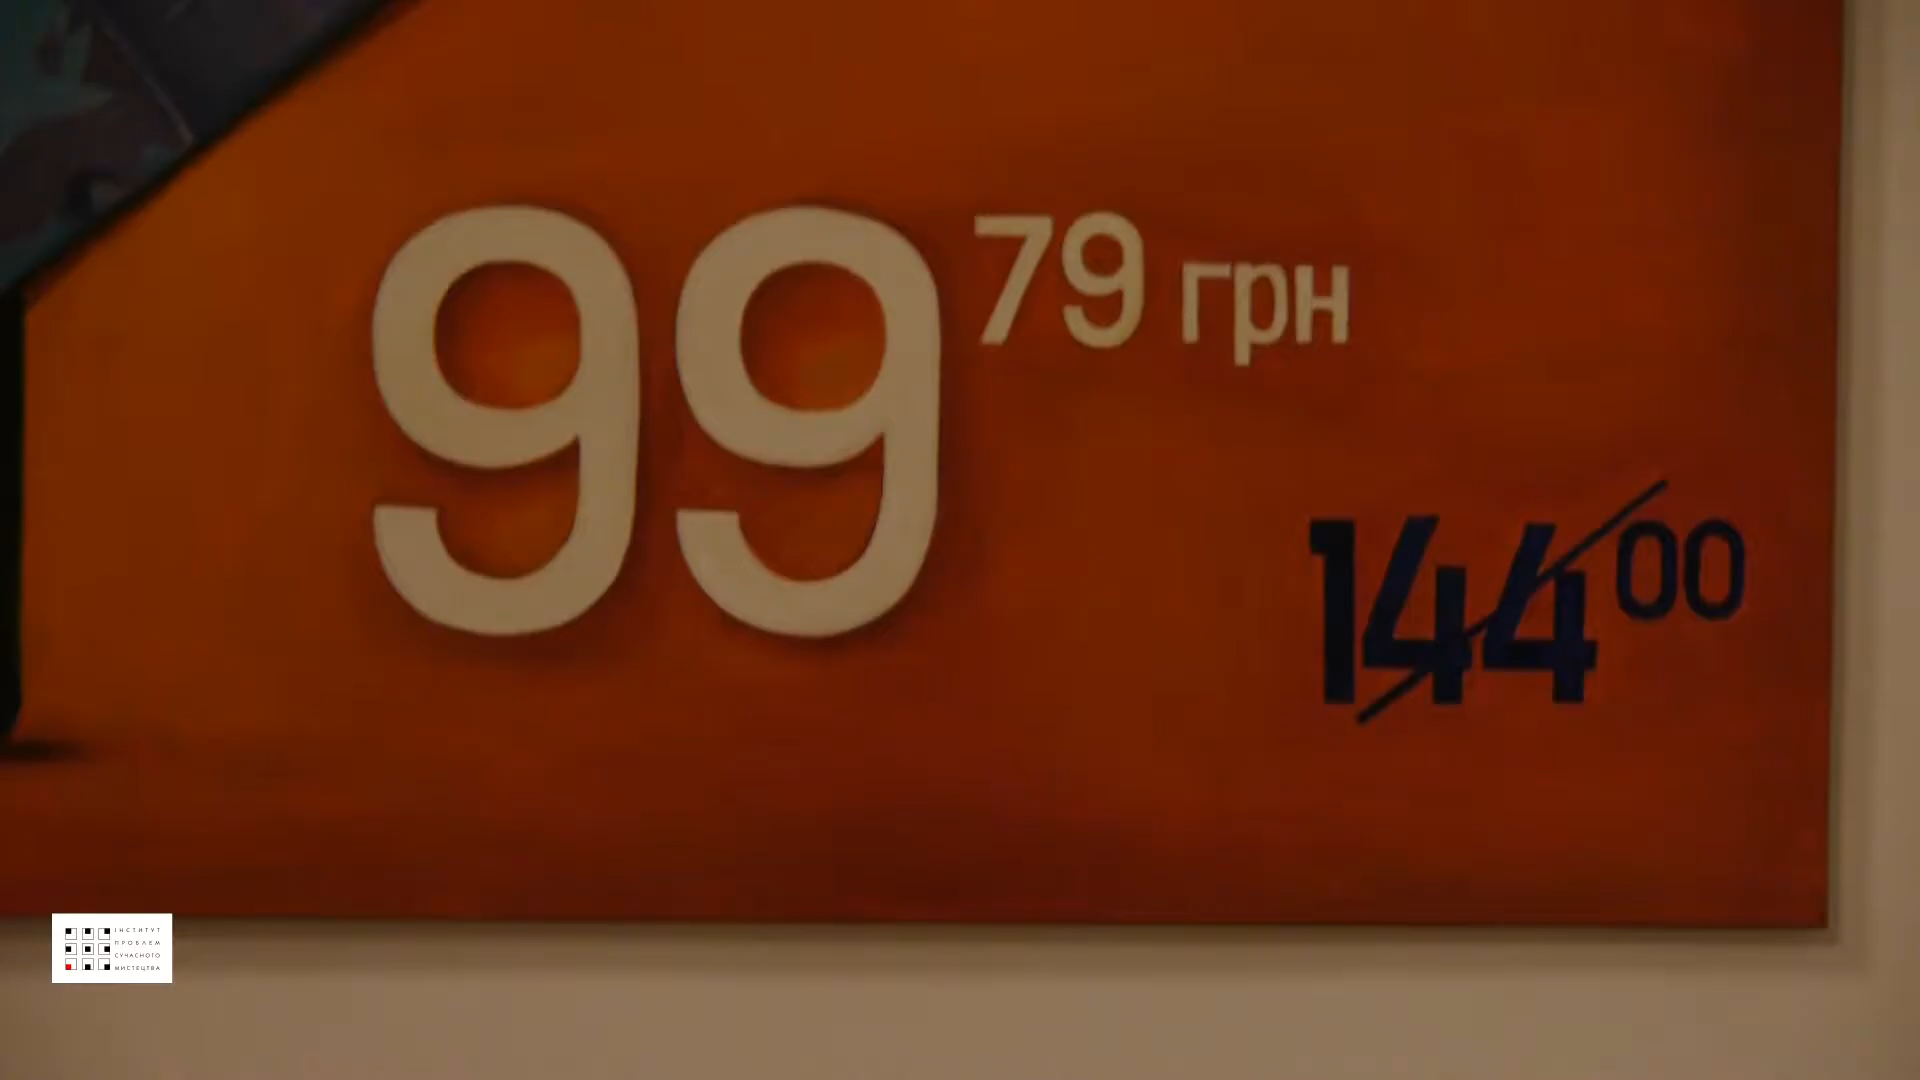 99 79 грн
144 00
ІНСТИТУТ
ПРОБЛЕМ
СУЧАСНОГО
МИСТЕЦТВА